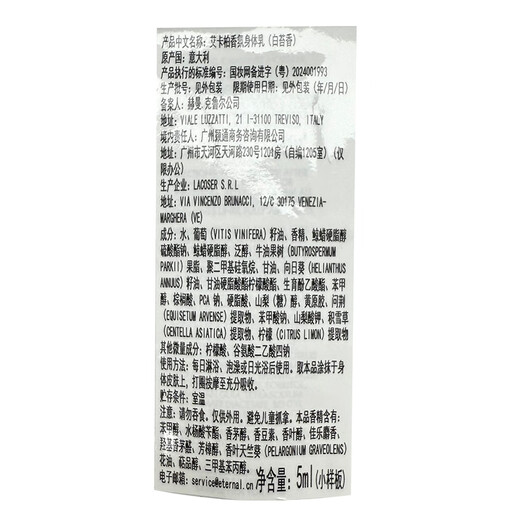 产品中文名称: 艾卡柏香氛身体乳 (白苔香)
原产国: 意大利
产品执行的标准编号: 国妆网备进字 (粤) 2024001993
生产批号: 见外包装 限期使用日期: 见外包装 (年/月/日)
备案人: 赫曼.克鲁尔公司
地址: VIALE LUZZATTI, 21 I-31100 TREVISO, ITALY
境内责任人: 广州颖通商务咨询有限公司
地址: 广州市天河区天河路230号1201房 (自编1205室) (仅
限办公)
生产企业: LACOSER S.R.L
地址: VIA VINCENZO BRUNACCI, 12/C 30175 VENEZIA-
MARGHERA (VE)
成分: 水、葡萄 (VITIS VINIFERA) 籽油、香精、鲸蜡硬脂醇
硫酸酯钠、鲸蜡硬脂醇、泛醇、牛油果树 (BUTYROSPERMUM
PARKII) 果脂、聚二甲基硅氧烷、甘油、向日葵 (HELIANTHUS
ANNUUS) 籽油、甘油硬脂酸酯柠檬酸酯、生育酚乙酸酯、苯甲
醇、棕榈酸、PCA 钠、硬脂酸、山梨 (糖) 醇、黄原胶、问荆
(EQUISETUM ARVENSE) 提取物、苯甲酸钠、山梨酸钾、积雪草
(CENTELLA ASIATICA) 提取物、柠檬 (CITRUS LIMON) 提取物
其他微量成分: 柠檬酸、谷氨酸二乙酸四钠
使用方法: 每日淋浴、泡澡或日光浴后使用。取本品涂抹于身
体皮肤上, 打圈按摩至充分吸收。
贮存条件: 室温
注意: 请勿吞食。仅供外用。避免儿童抓拿。本品香精含有:
苯甲醇、水杨酸苄酯、香茅醇、香豆素、香叶醇、佳乐麝香、
羟基香茅醛、芳樟醇、香叶天竺葵 (PELARGONIUM GRAVEOLENS)
花油、萜品醇、三甲基苯丙醇。
电子邮箱: service@eternal.cn 净含量: 5ml (小样板)